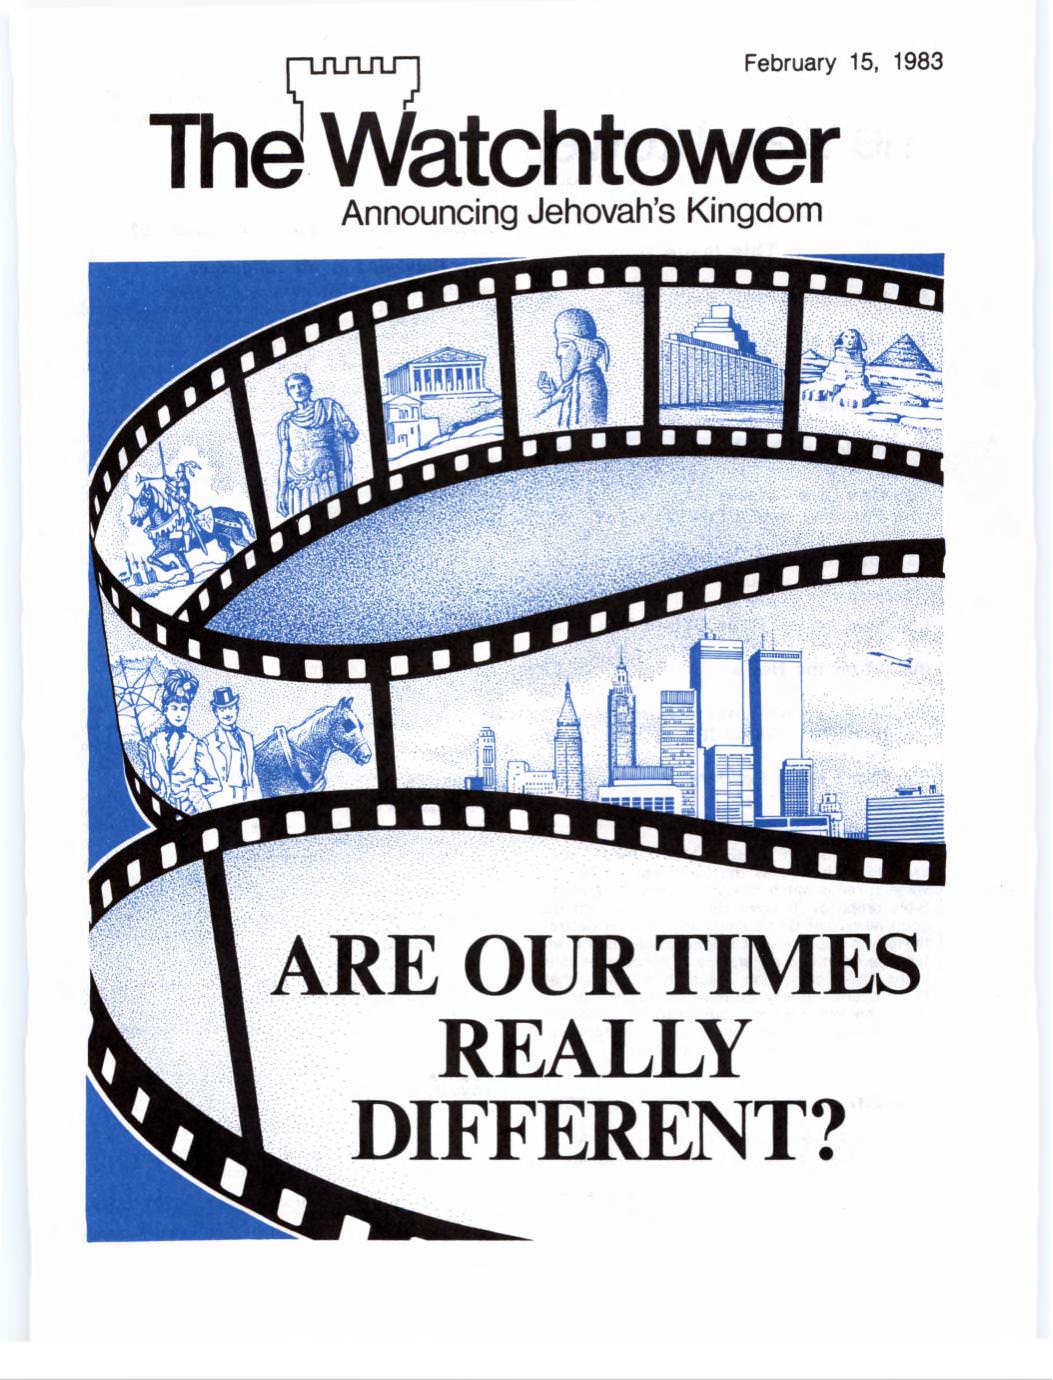 February 15, 1983
The Watchtower
Announcing Jehovah's Kingdom
ARE OUR TIMES
REALLY
DIFFERENT?